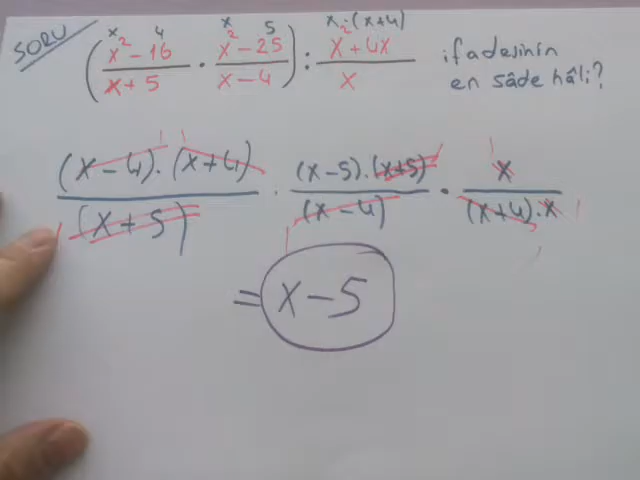 SORU
x 4 x 5 x.(x+4)
(x² - 16 / x + 5 · x² - 25 / x - 4) : x² + 4x / x ifadesinin
en sâde hâli?
(x - 4).(x + 4) / (x + 5) · (x - 5).(x + 5) / (x - 4) · x / (x + 4).x
= x - 5